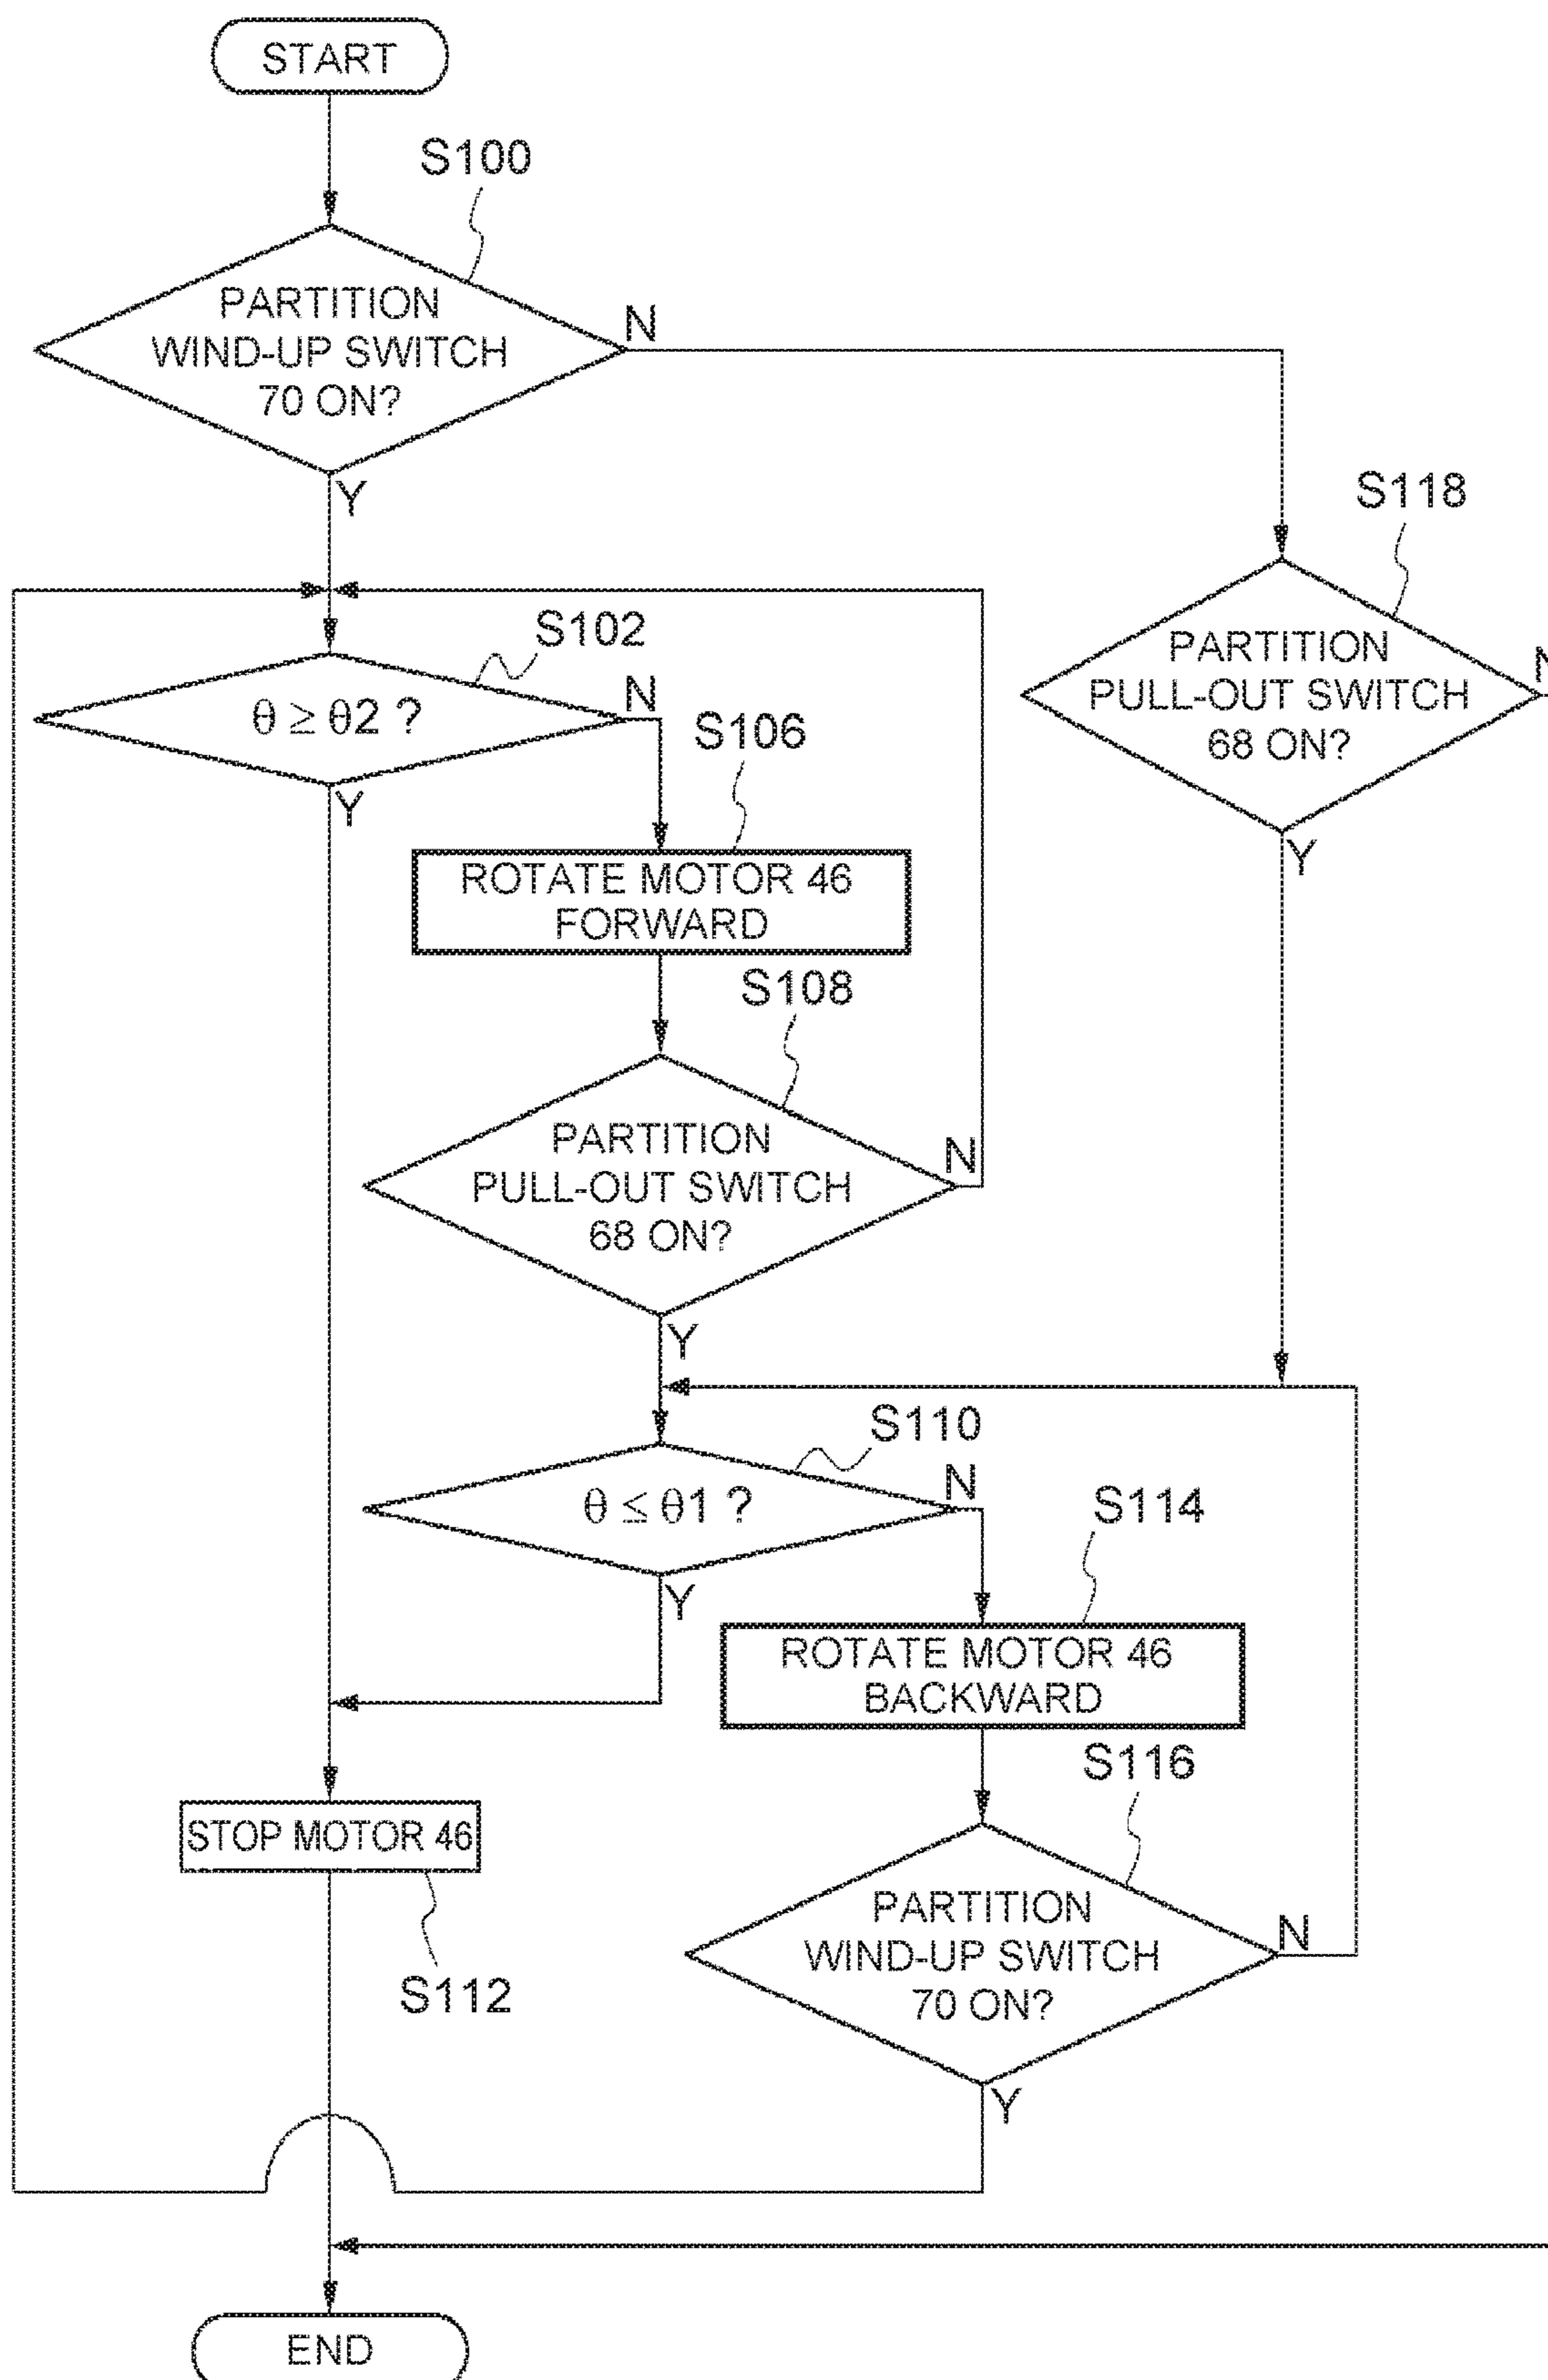 START
S100
PARTITION
WIND-UP SWITCH
70 ON?
N
Y
S118
PARTITION
PULL-OUT SWITCH
68 ON?
N
Y
S102
θ ≥ θ2 ?
N
Y
S106
ROTATE MOTOR 46
FORWARD
S108
PARTITION
PULL-OUT SWITCH
68 ON?
N
Y
S110
θ ≤ θ1 ?
N
Y
S114
ROTATE MOTOR 46
BACKWARD
S116
PARTITION
WIND-UP SWITCH
70 ON?
N
Y
STOP MOTOR 46
S112
END